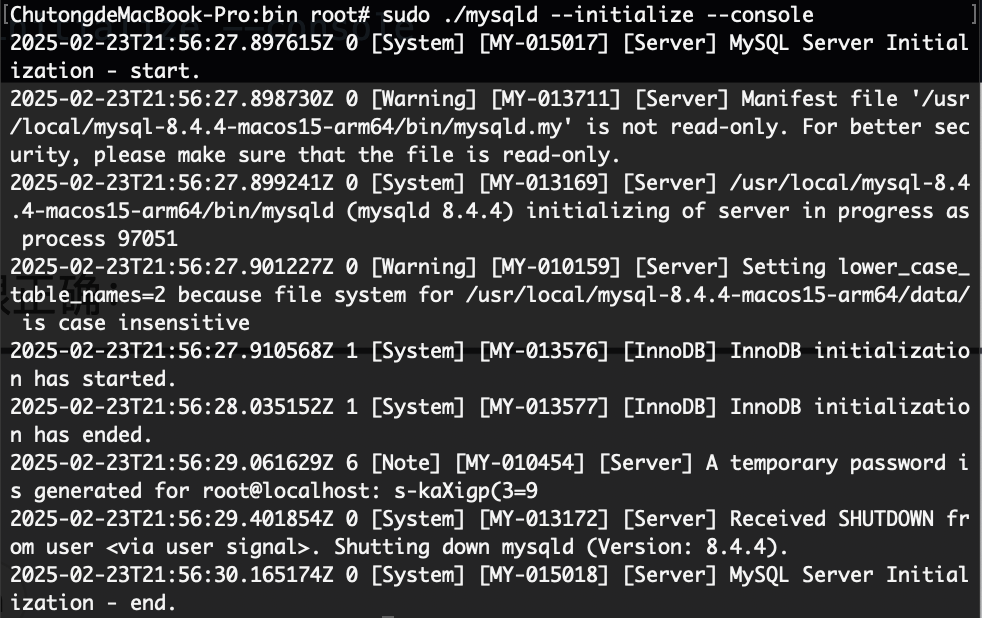 [ChutongdeMacBook-Pro:bin root# sudo ./mysqld --initialize --console ]
2025-02-23T21:56:27.897615Z 0 [System] [MY-015017] [Server] MySQL Server Initial
ization - start.
2025-02-23T21:56:27.898730Z 0 [Warning] [MY-013711] [Server] Manifest file '/usr
/local/mysql-8.4.4-macos15-arm64/bin/mysqld.my' is not read-only. For better sec
urity, please make sure that the file is read-only.
2025-02-23T21:56:27.899241Z 0 [System] [MY-013169] [Server] /usr/local/mysql-8.4
.4-macos15-arm64/bin/mysqld (mysqld 8.4.4) initializing of server in progress as
 process 97051
2025-02-23T21:56:27.901227Z 0 [Warning] [MY-010159] [Server] Setting lower_case_
table_names=2 because file system for /usr/local/mysql-8.4.4-macos15-arm64/data/
 is case insensitive
2025-02-23T21:56:27.910568Z 1 [System] [MY-013576] [InnoDB] InnoDB initializatio
n has started.
2025-02-23T21:56:28.035152Z 1 [System] [MY-013577] [InnoDB] InnoDB initializatio
n has ended.
2025-02-23T21:56:29.061629Z 6 [Note] [MY-010454] [Server] A temporary password i
s generated for root@localhost: s-kaXigp(3=9
2025-02-23T21:56:29.401854Z 0 [System] [MY-013172] [Server] Received SHUTDOWN fr
om user <via user signal>. Shutting down mysqld (Version: 8.4.4).
2025-02-23T21:56:30.165174Z 0 [System] [MY-015018] [Server] MySQL Server Initial
ization - end.